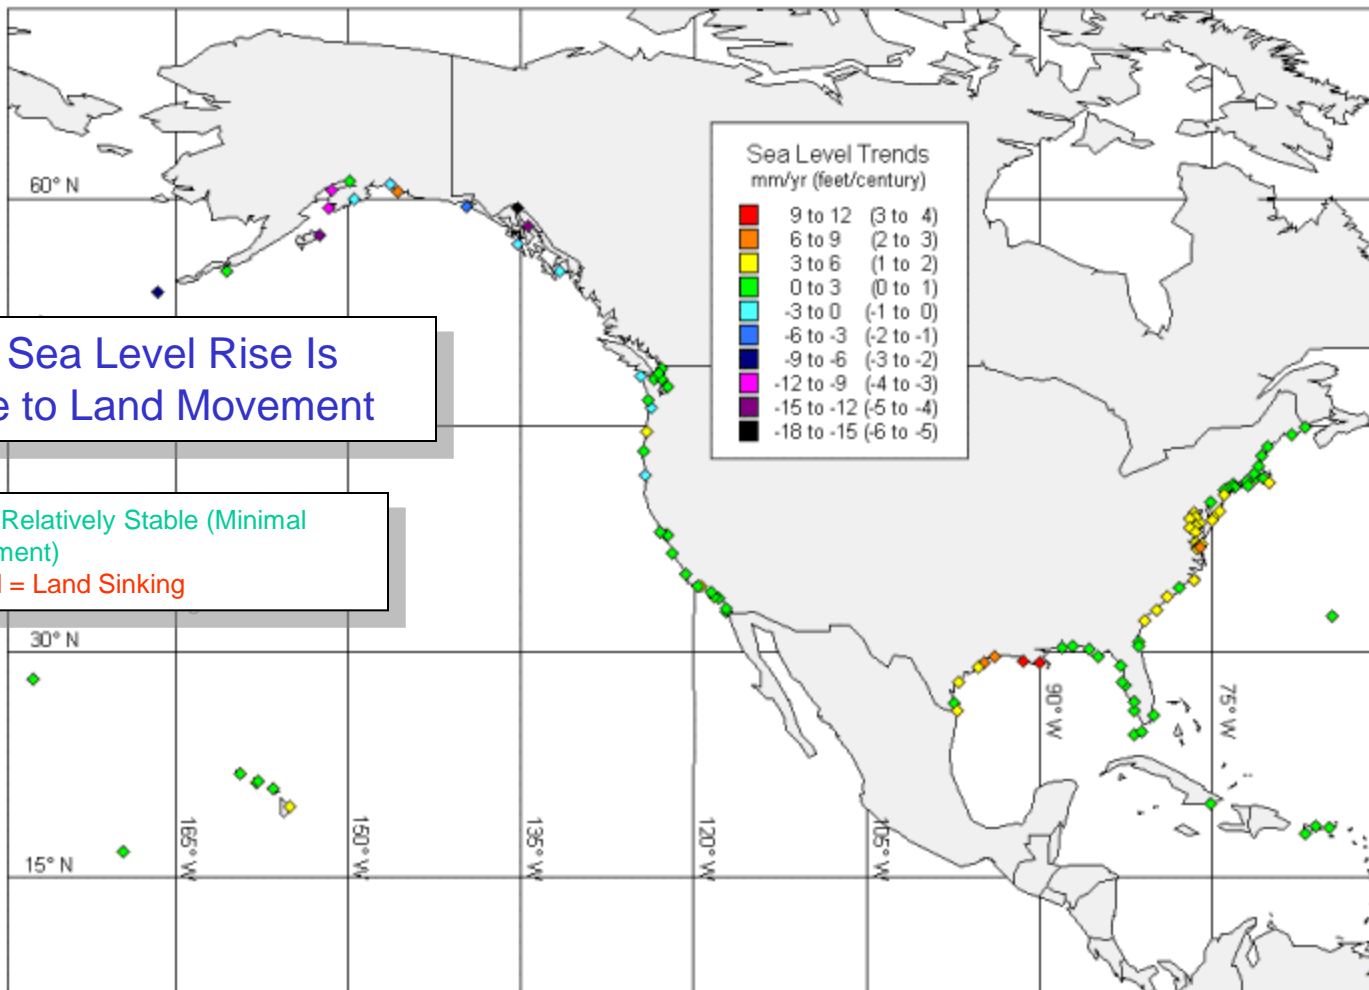 Sea Level Trends
mm/yr (feet/century)
9 to 12 (3 to 4)
6 to 9 (2 to 3)
3 to 6 (1 to 2)
0 to 3 (0 to 1)
-3 to 0 (-1 to 0)
-6 to -3 (-2 to -1)
-9 to -6 (-3 to -2)
-12 to -9 (-4 to -3)
-15 to -12 (-5 to -4)
-18 to -15 (-6 to -5)
60° N
Sea Level Rise Is
e to Land Movement
Relatively Stable (Minimal
ment)
= Land Sinking
30° N
90° W
75° W
165° W
150° W
135° W
120° W
105° W
15° N